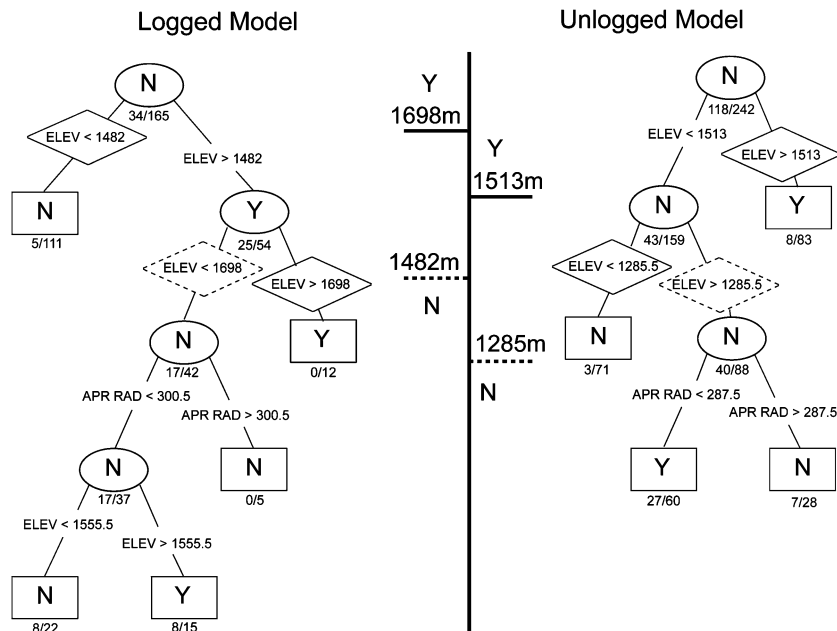 Logged Model
Unlogged Model
N
34/165
ELEV < 1482
ELEV > 1482
N
5/111
Y
25/54
ELEV < 1698
ELEV > 1698
N
17/42
Y
0/12
APR RAD < 300.5
APR RAD > 300.5
N
17/37
N
0/5
ELEV < 1555.5
ELEV > 1555.5
N
8/22
Y
8/15
Y
1698m
Y
1513m
1482m
N
1285m
N
N
118/242
ELEV < 1513
ELEV > 1513
N
43/159
Y
8/83
ELEV < 1285.5
ELEV > 1285.5
N
3/71
N
40/88
APR RAD < 287.5
APR RAD > 287.5
Y
27/60
N
7/28